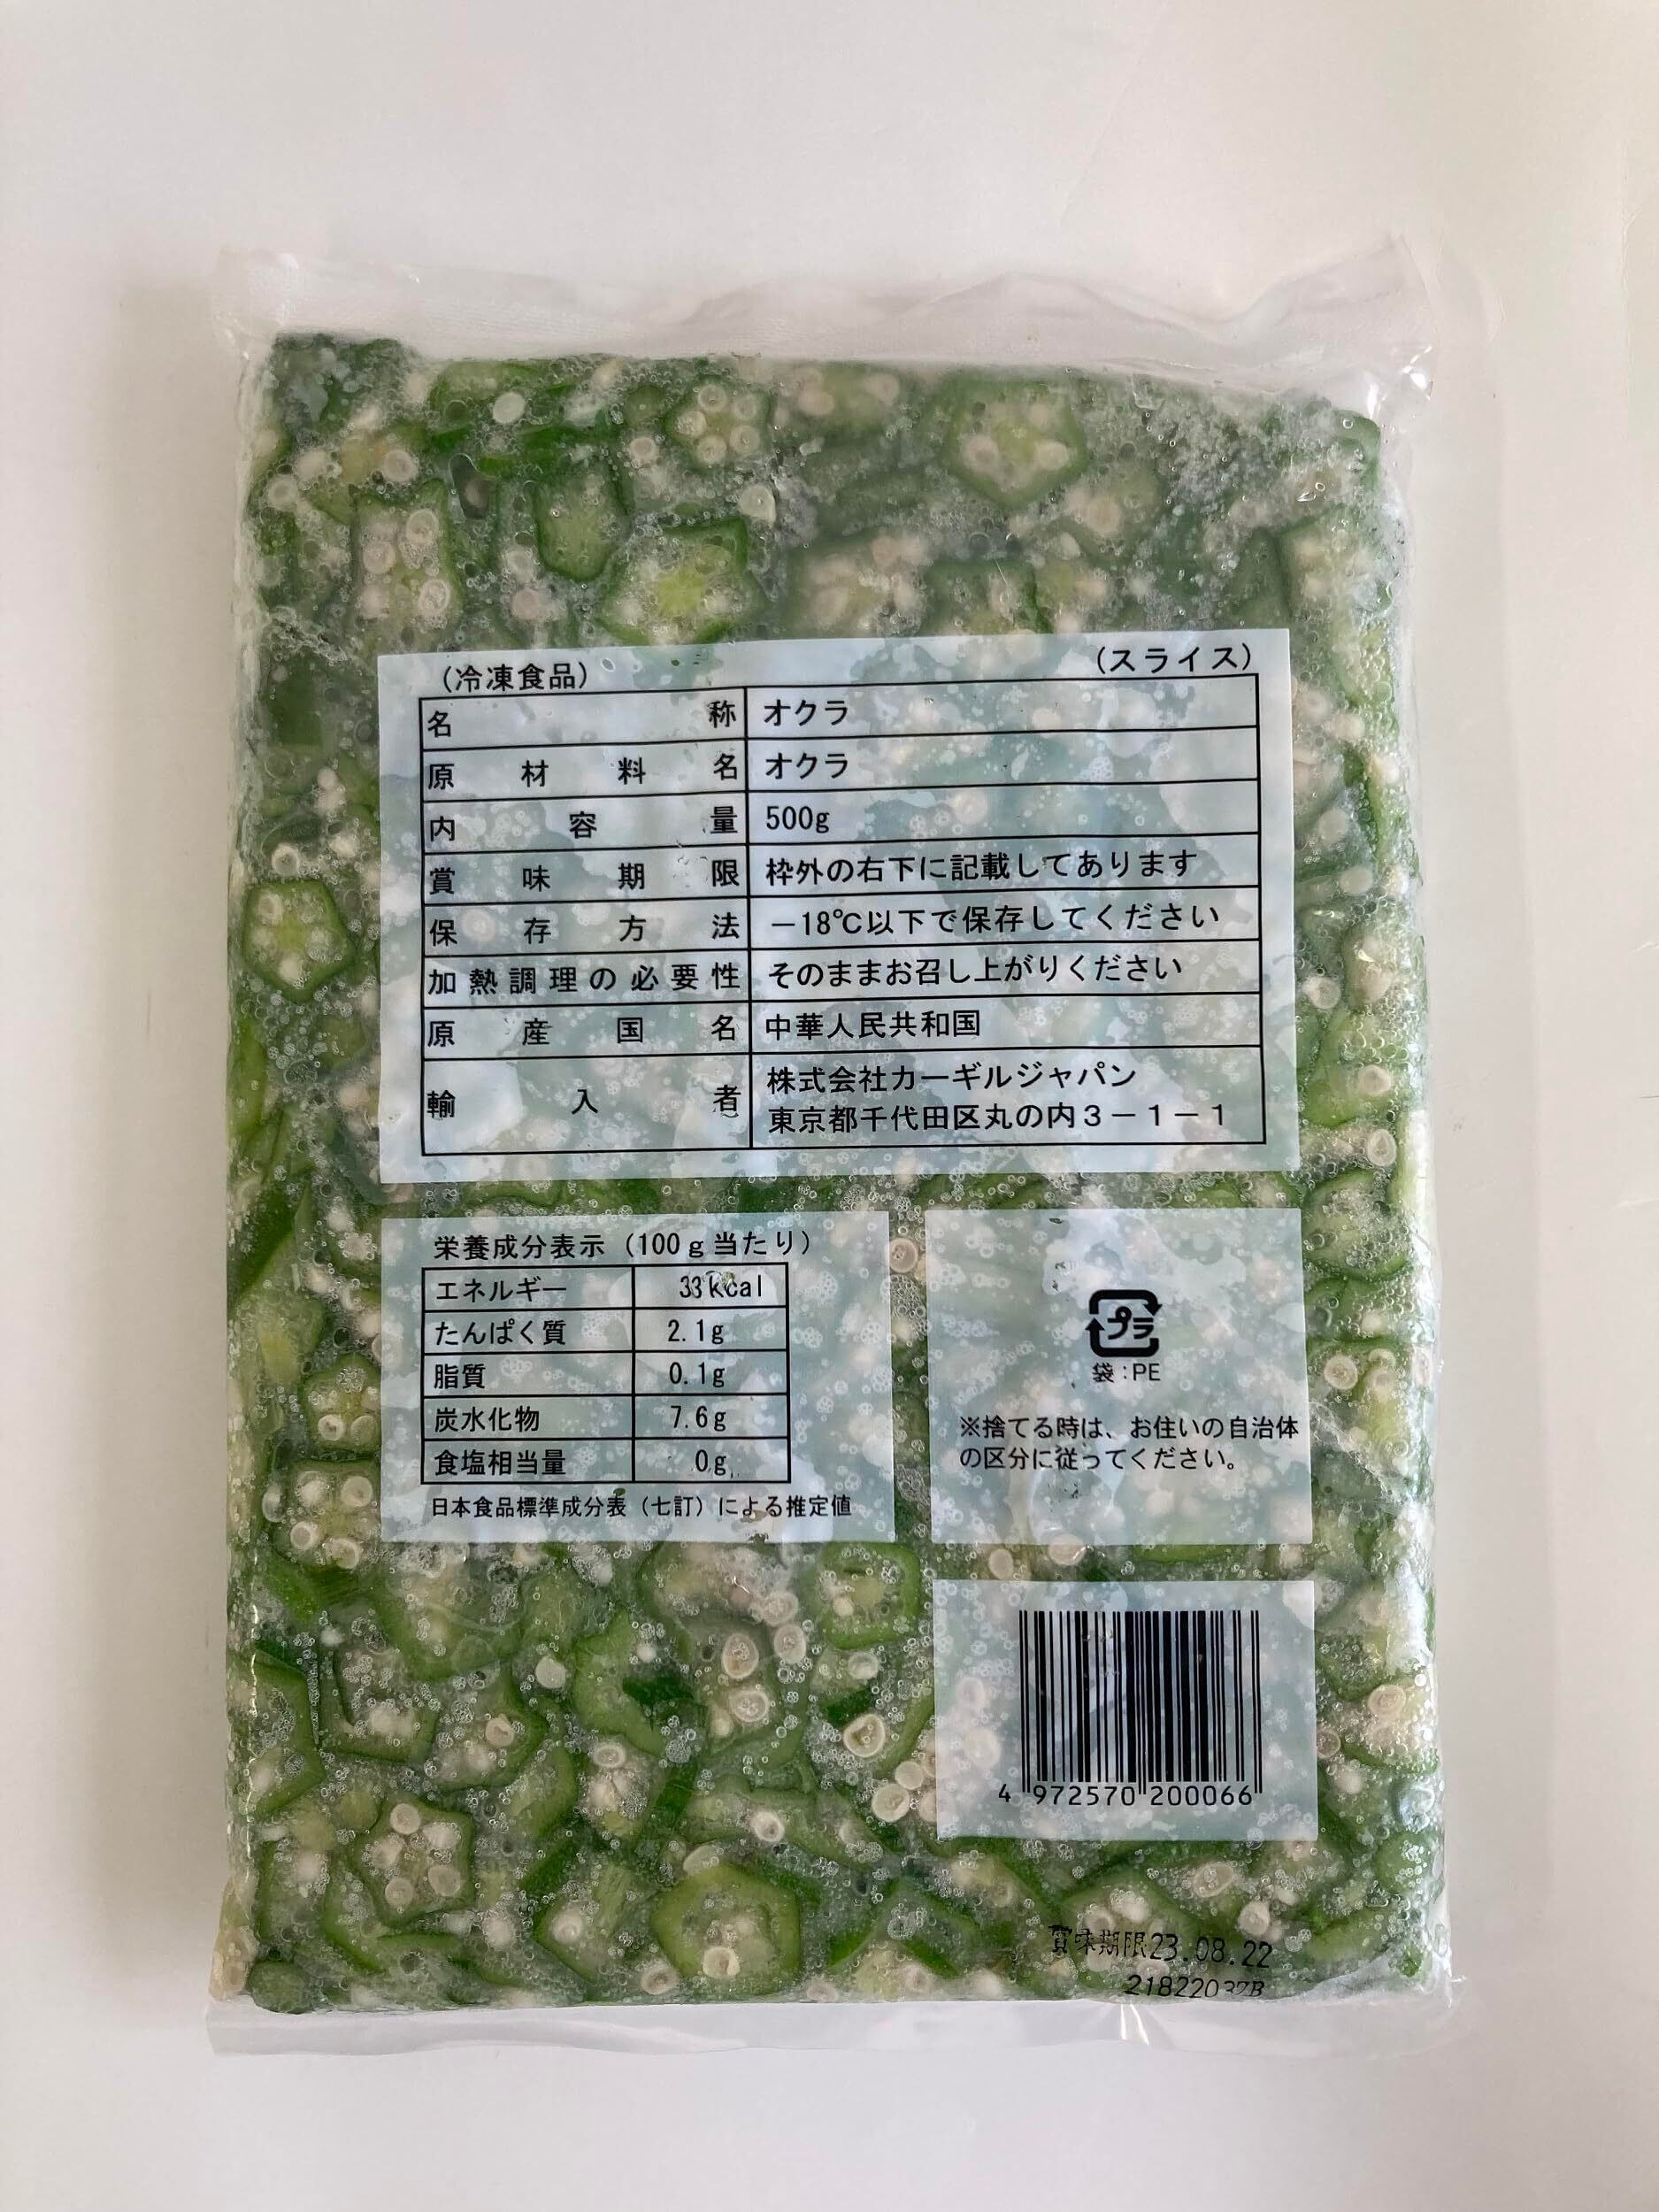 (冷凍食品)
(スライス)
名称 オクラ
原材料名 オクラ
内容量 500g
賞味期限 枠外の右下に記載してあります
保存方法 -18℃以下で保存してください
加熱調理の必要性 そのままお召し上がりください
原産国名 中華人民共和国
輸入者 株式会社カーギルジャパン
東京都千代田区丸の内3-1-1
栄養成分表示(100g当たり)
エネルギー 33kcal
たんぱく質 2.1g
脂質 0.1g
炭水化物 7.6g
食塩相当量 0g
日本食品標準成分表(七訂)による推定値
プラ
袋:PE
※捨てる時は、お住いの自治体
の区分に従ってください。
4 972570 200066
賞味期限23.08.22
21822037B